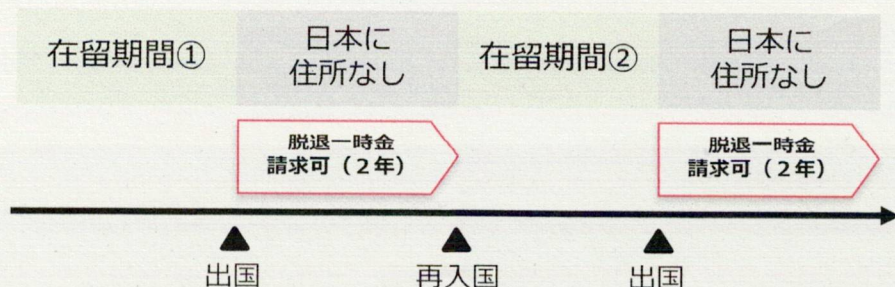 在留期間①
日本に
住所なし
在留期間②
日本に
住所なし
脱退一時金
請求可(2年)
脱退一時金
請求可(2年)
出国
再入国
出国